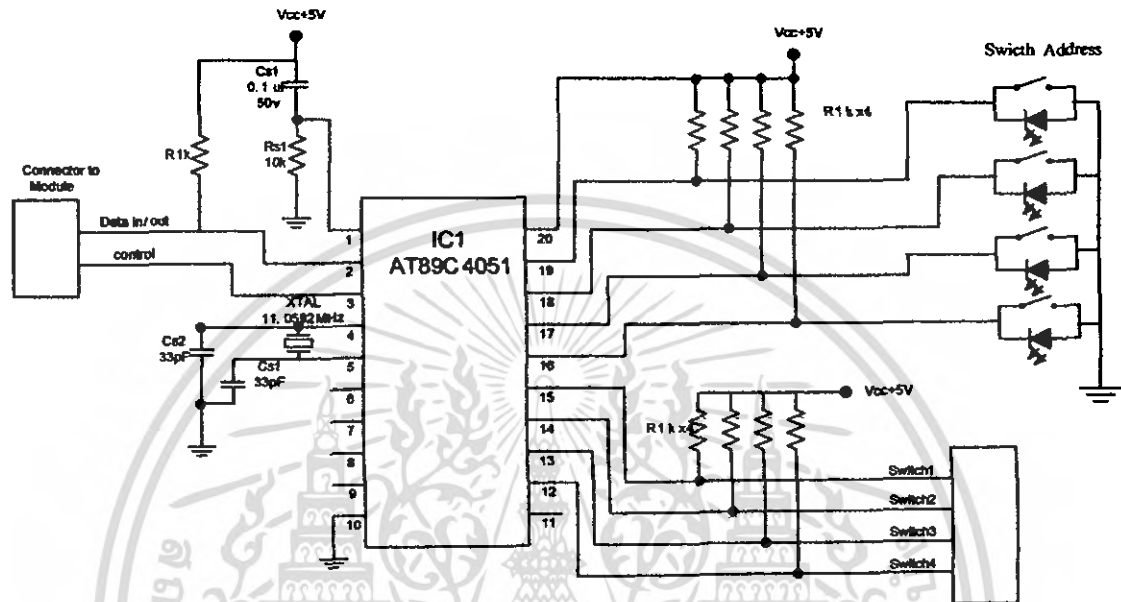 Vcc+5V
Cs1
0.1 uF
50v
R1k
Rs1
10k
Connector to
Module
Data in/out
control
XTAL
11.0582MHz
Cs2
33pF
Cs1
33pF
IC1
AT89C4051
1
2
3
4
5
6
7
8
9
10
20
19
18
17
16
15
14
13
12
11
Vcc+5V
R1k x4
Swicth Address
Vcc+5V
R1k x4
Switch1
Switch2
Switch3
Switch4